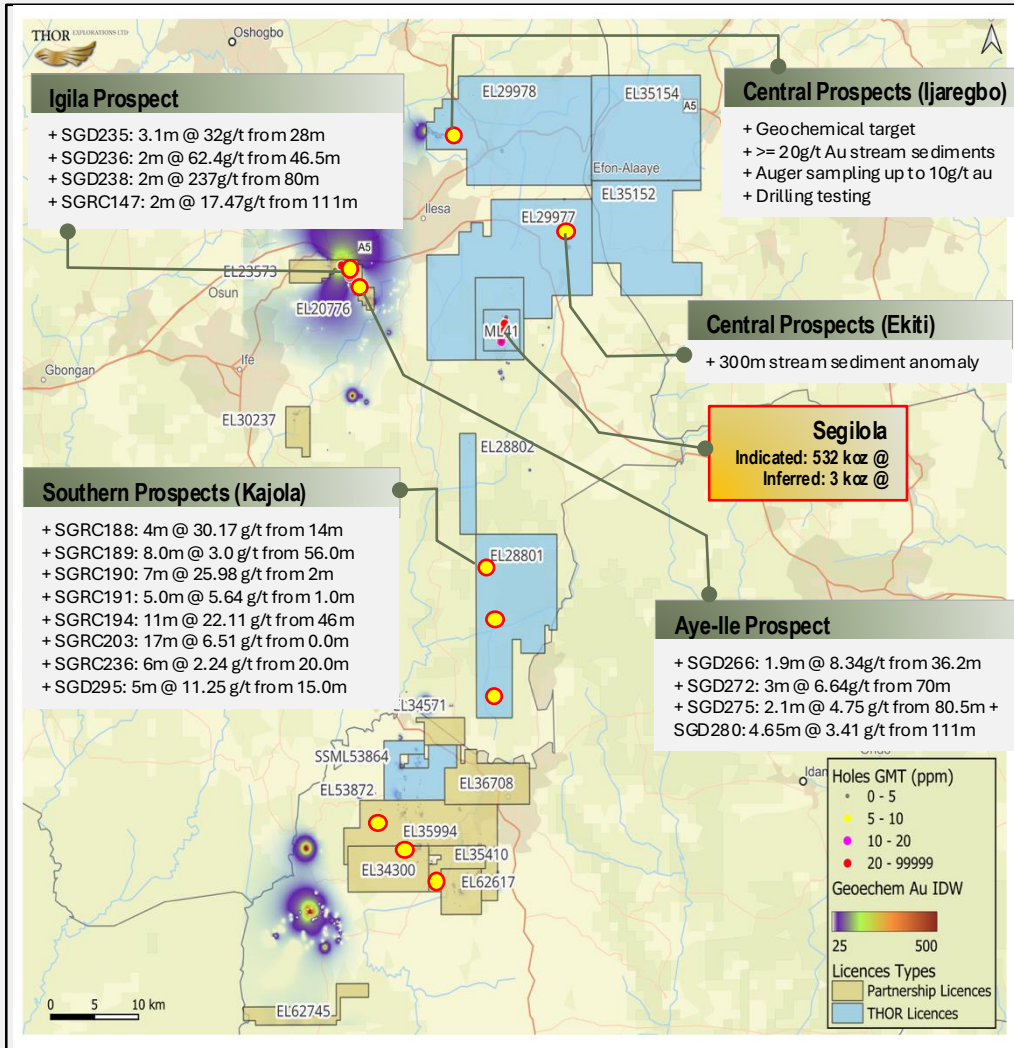 THOR EXPLORATIONS LTD
Oshogbo
Igila Prospect
+ SGD235: 3.1m @ 32g/t from 28m
+ SGD236: 2m @ 62.4g/t from 46.5m
+ SGD238: 2m @ 237g/t from 80m
+ SGRC147: 2m @ 17.47g/t from 111m
Central Prospects (Ijaregbo)
+ Geochemical target
+ >= 20g/t Au stream sediments
+ Auger sampling up to 10g/t au
+ Drilling testing
EL29978
EL35154
A5
Efon-Alaaye
EL35152
Ilesa
EL29977
A5
EL23573
Osun
EL20776
ML41
Ife
Gbongan
EL30237
Central Prospects (Ekiti)
+ 300m stream sediment anomaly
Segilola
Indicated: 532 koz @
Inferred: 3 koz @
EL28802
Southern Prospects (Kajola)
+ SGRC188: 4m @ 30.17 g/t from 14m
+ SGRC189: 8.0m @ 3.0 g/t from 56.0m
+ SGRC190: 7m @ 25.98 g/t from 2m
+ SGRC191: 5.0m @ 5.64 g/t from 1.0m
+ SGRC194: 11m @ 22.11 g/t from 46m
+ SGRC203: 17m @ 6.51 g/t from 0.0m
+ SGRC236: 6m @ 2.24 g/t from 20.0m
+ SGD295: 5m @ 11.25 g/t from 15.0m
EL28801
Aye-Ile Prospect
+ SGD266: 1.9m @ 8.34g/t from 36.2m
+ SGD272: 3m @ 6.64g/t from 70m
+ SGD275: 2.1m @ 4.75 g/t from 80.5m +
SGD280: 4.65m @ 3.41 g/t from 111m
EL34571
SSML53864
EL53872
EL36708
EL35994
EL35410
EL34300
EL62617
EL62745
Idan
Holes GMT (ppm)
0 - 5
5 - 10
10 - 20
20 - 99999
Geochem Au IDW
25 500
Licences Types
Partnership Licences
THOR Licences
0 5 10 km